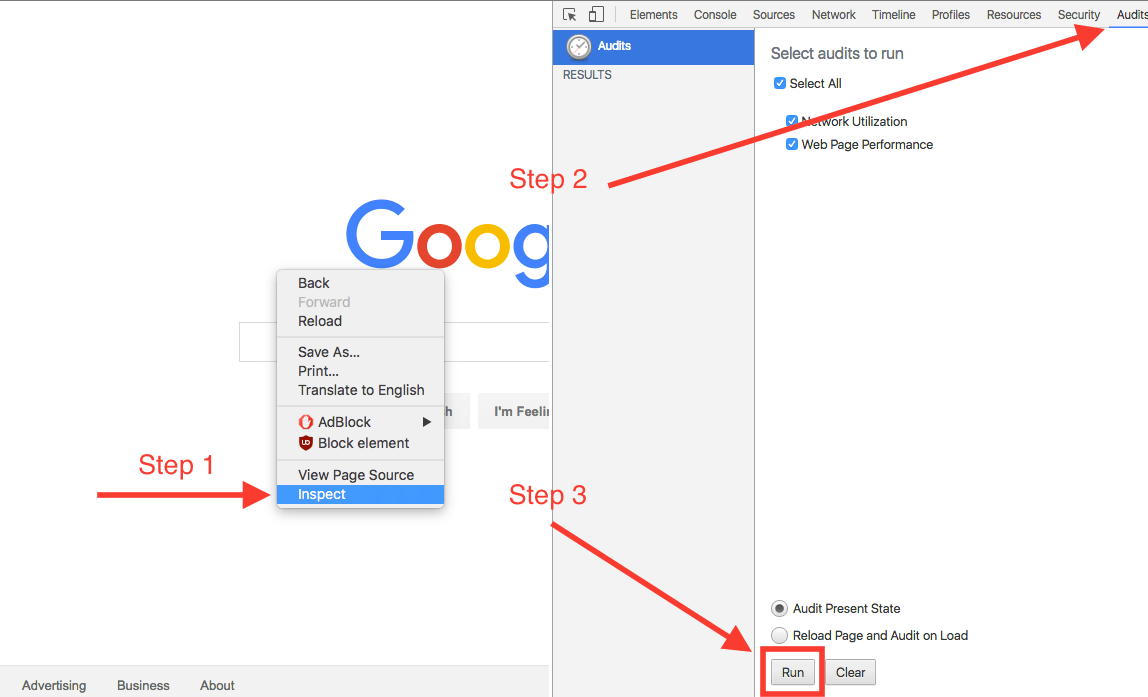 Elements Console Sources Network Timeline Profiles Resources Security Audits
Audits
RESULTS
Select audits to run
Select All
Network Utilization
Web Page Performance
Step 2
Goog
Back
Forward
Reload
Save As...
Print...
Translate to English
h
I'm Feelin
AdBlock
Block element
View Page Source
Inspect
Step 1
Step 3
Audit Present State
Reload Page and Audit on Load
Run Clear
Advertising Business About